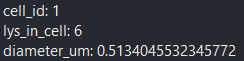 cell_id: 1
lys_in_cell: 6
diameter_um: 0.5134045532345772